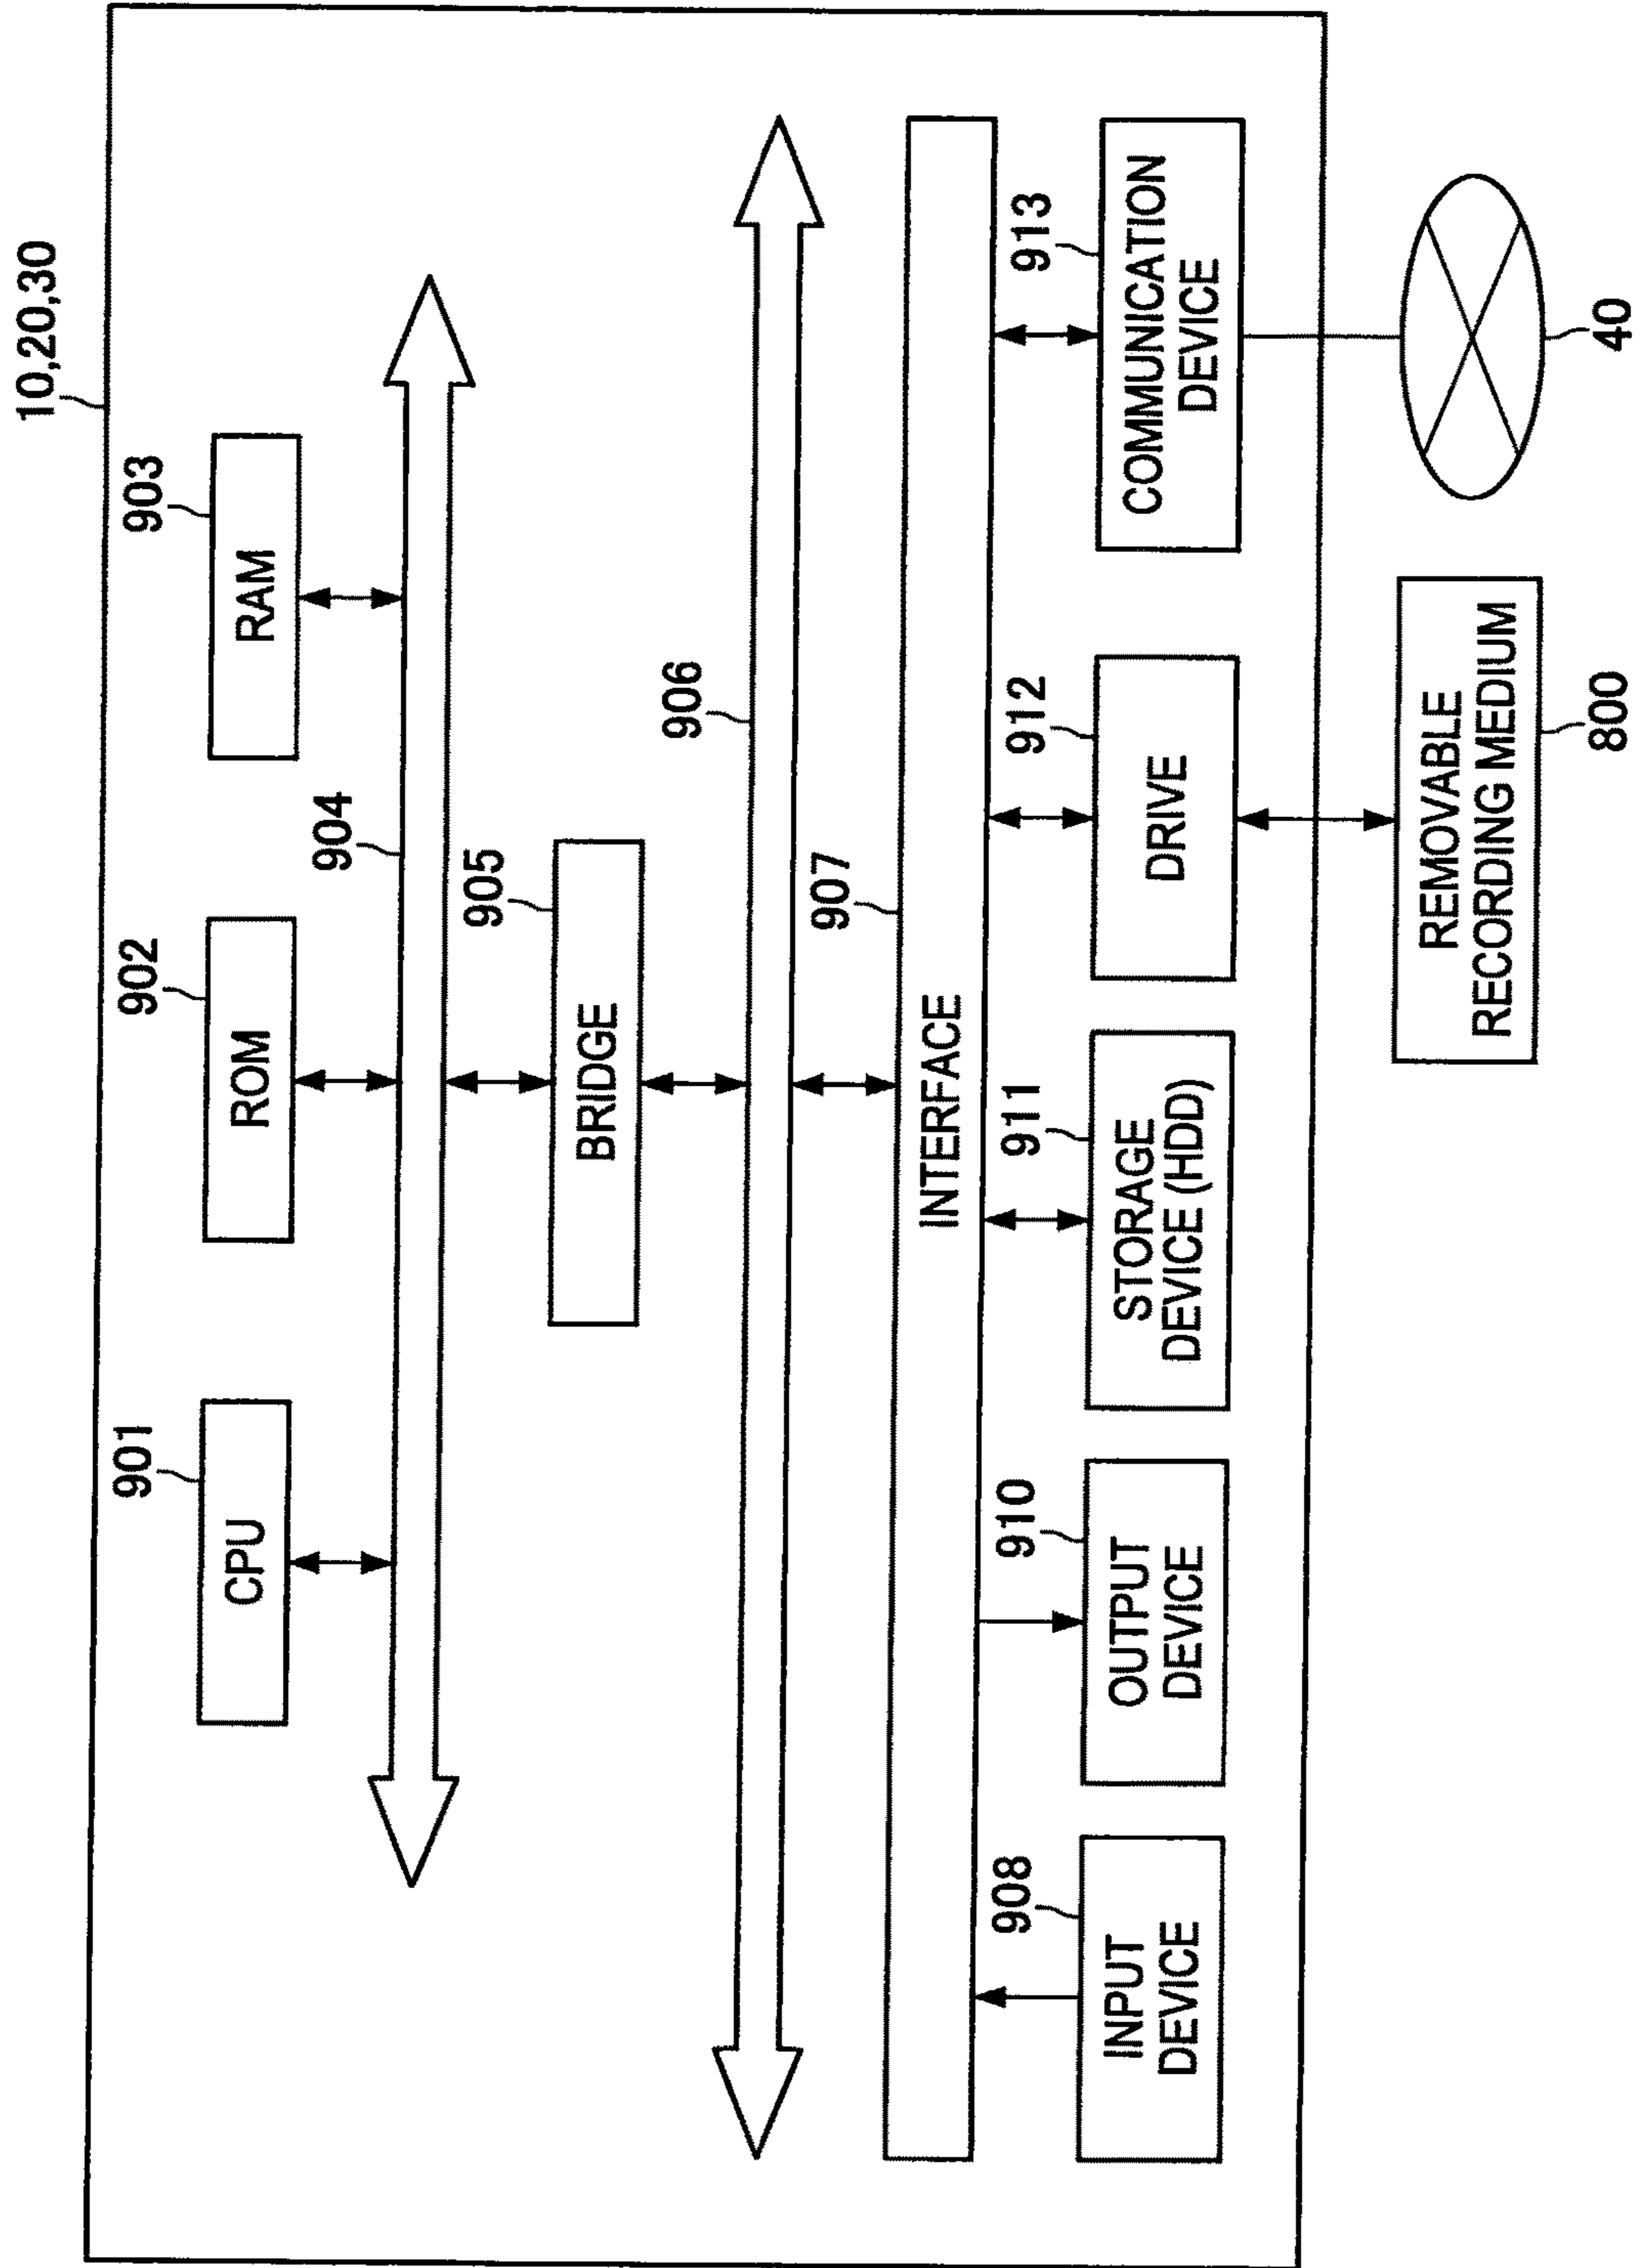 10,20,30
901
CPU
902
ROM
903
RAM
904
905
BRIDGE
906
907
INTERFACE
908
INPUT
DEVICE
910
OUTPUT
DEVICE
911
STORAGE
DEVICE (HDD)
912
DRIVE
913
COMMUNICATION
DEVICE
REMOVABLE
RECORDING MEDIUM
800
40